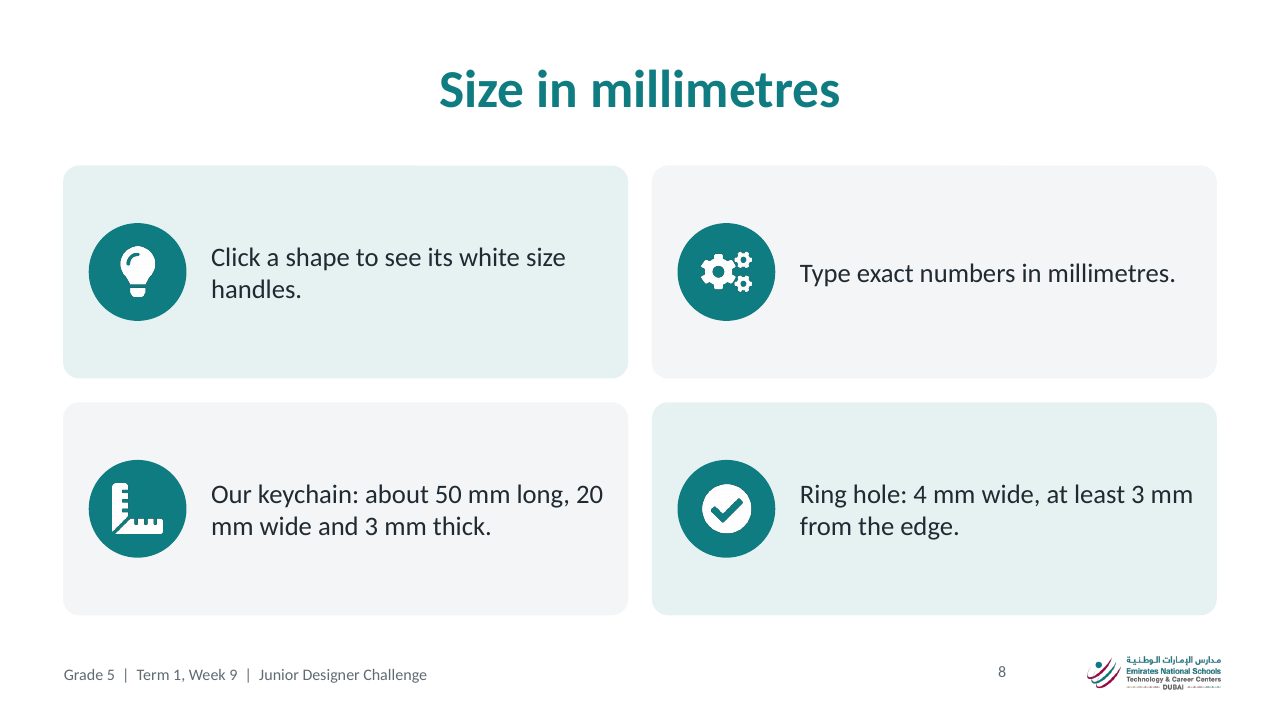 Size in millimetres
Click a shape to see its white size
handles.
Type exact numbers in millimetres.
Our keychain: about 50 mm long, 20
mm wide and 3 mm thick.
Ring hole: 4 mm wide, at least 3 mm
from the edge.
Grade 5 | Term 1, Week 9 | Junior Designer Challenge
8
مدارس الإمارات الوطنية
Emirates National Schools
Technology & Career Centers
DUBAI